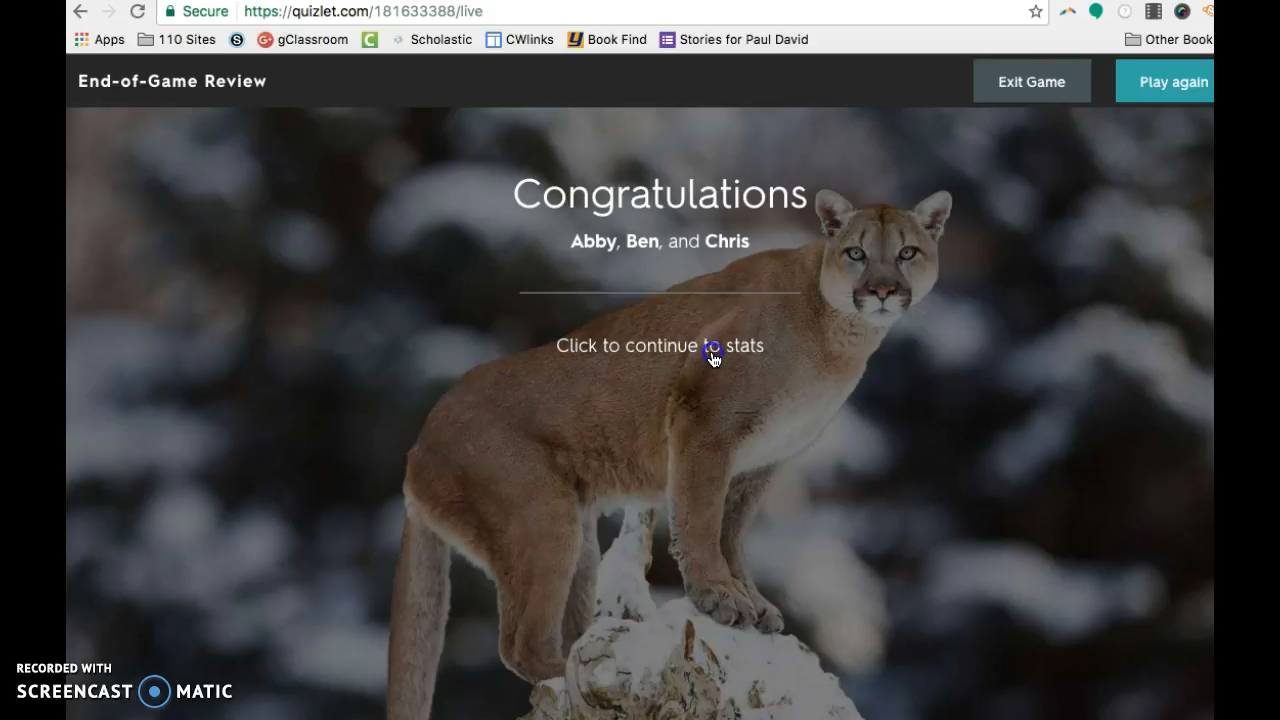 Secure https://quizlet.com/181633388/live
Apps 110 Sites S gClassroom C Scholastic CWlinks Book Find Stories for Paul David Other Book
End-of-Game Review Exit Game Play again
Congratulations
Abby, Ben, and Chris
Click to continue to stats
RECORDED WITH
SCREENCAST MATIC